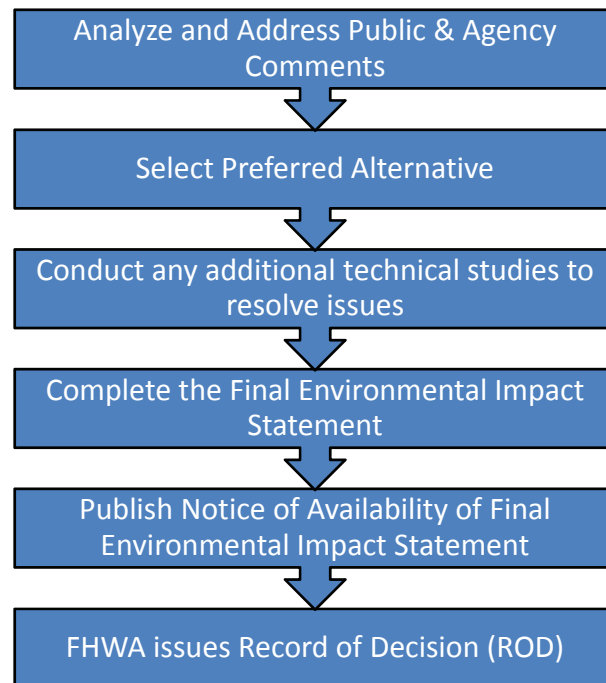 Analyze and Address Public & Agency
Comments
Select Preferred Alternative
Conduct any additional technical studies to
resolve issues
Complete the Final Environmental Impact
Statement
Publish Notice of Availability of Final
Environmental Impact Statement
FHWA issues Record of Decision (ROD)